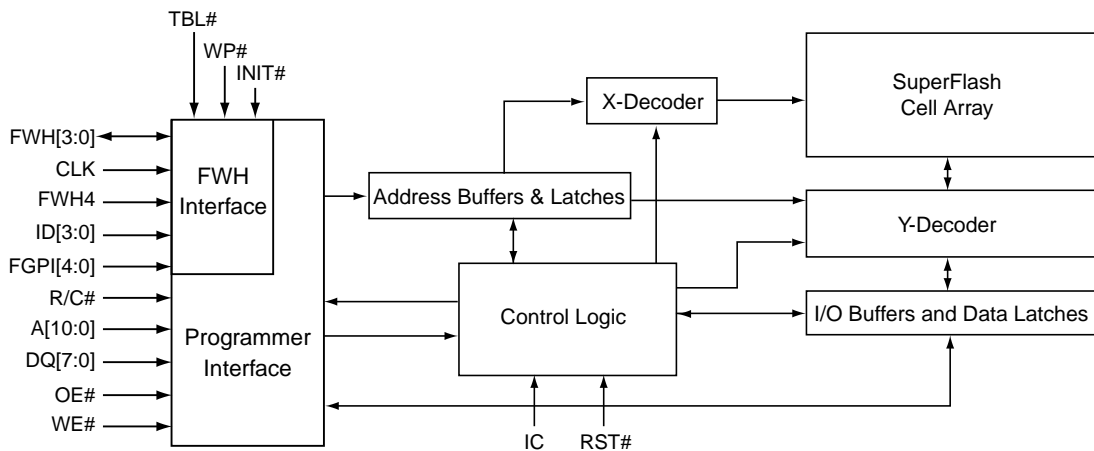 TBL#
WP#
INIT#
FWH[3:0]
CLK
FWH4
ID[3:0]
FGPI[4:0]
R/C#
A[10:0]
DQ[7:0]
OE#
WE#
FWH
Interface
Programmer
Interface
X-Decoder
SuperFlash
Cell Array
Address Buffers & Latches
Y-Decoder
Control Logic
I/O Buffers and Data Latches
IC
RST#